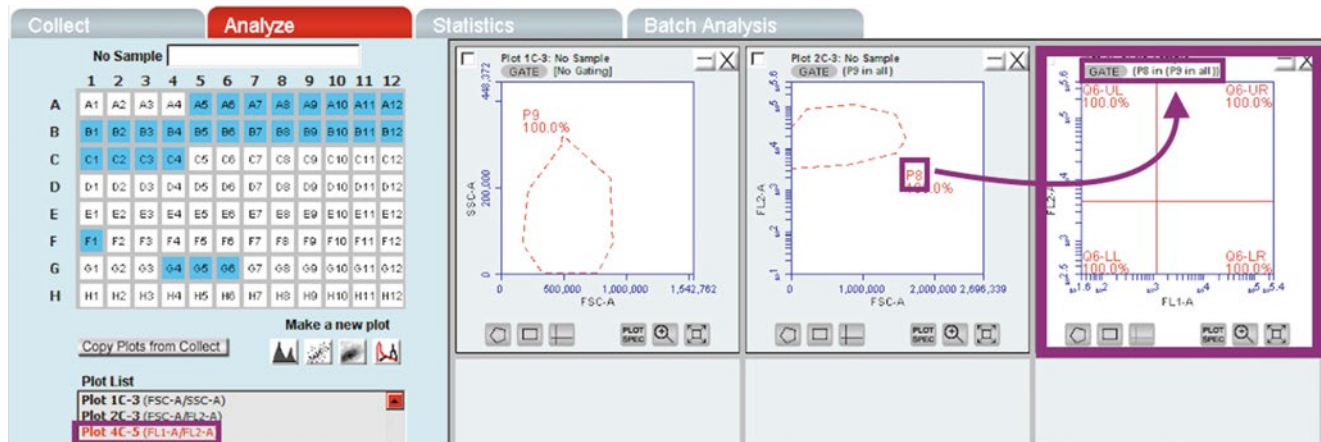 Collect
Analyze
Statistics
Batch Analysis
No Sample
1 2 3 4 5 6 7 8 9 10 11 12
A A1 A2 A3 A4 A5 A6 A7 A8 A9 A10 A11 A12
B B1 B2 B3 B4 B5 B6 B7 B8 B9 B10 B11 B12
C C1 C2 C3 C4 C5 C6 C7 C8 C9 C10 C11 C12
D D1 D2 D3 D4 D5 D6 D7 D8 D9 D10 D11 D12
E E1 E2 E3 E4 E5 E6 E7 E8 E9 E10 E11 E12
F F1 F2 F3 F4 F5 F6 F7 F8 F9 F10 F11 F12
G G1 G2 G3 G4 G5 G6 G7 G8 G9 G10 G11 G12
H H1 H2 H3 H4 H5 H6 H7 H8 H9 H10 H11 H12
Make a new plot
Copy Plots from Collect
Plot List
Plot 1C-3 (FSC-A/SSC-A)
Plot 2C-3 (FSC-A/FL2-A)
Plot 4C-5 (FL1-A/FL2-A
Plot 1C-3: No Sample
GATE [No Gating]
448,372
200,000
0
SSC-A
P9
100.0%
0 500,000 1,000,000 1,542,762
FSC-A
PLOT SPEC
Plot 2C-3: No Sample
GATE (P9 in all)
FL2-A
P8
100.0%
0 1,000,000 2,000,000 2,696,339
FSC-A
PLOT SPEC
GATE (P8 in (P9 in all))
Q6-UL
100.0%
Q6-UR
100.0%
FL2-A
Q6-LL
100.0%
Q6-LR
100.0%
FL1-A
PLOT SPEC